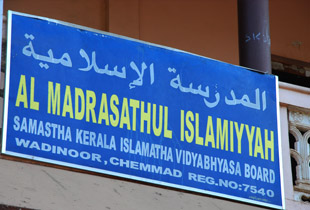 المدرسة الإسلامية
AL MADRASATHUL ISLAMIYYAH
SAMASTHA KERALA ISLAMATHA VIDYABHYASA BOARD
WADINOOR, CHEMMAD REG.NO:7540